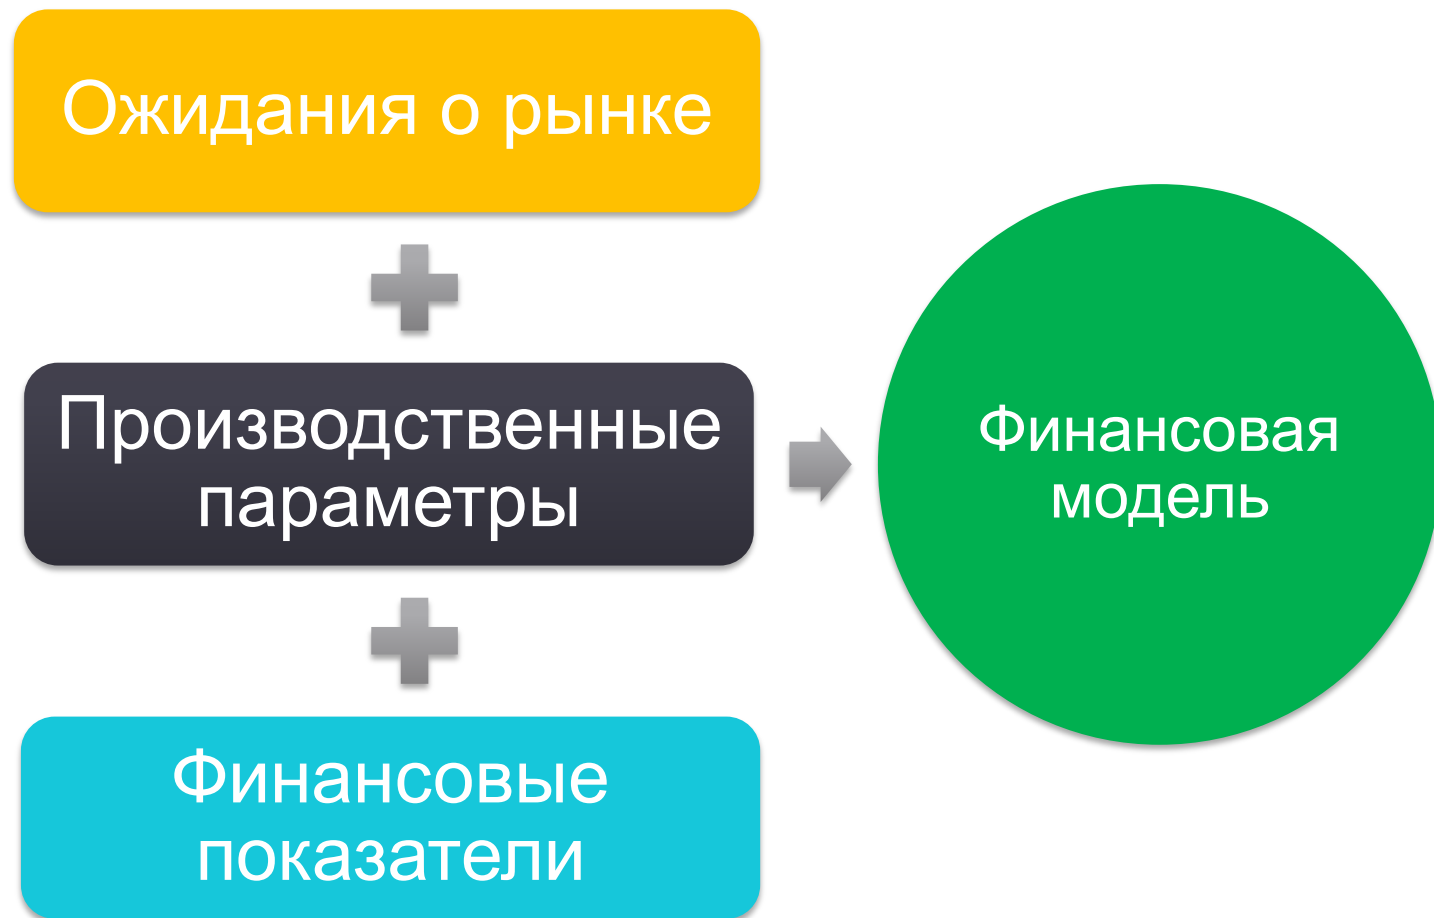 Ожидания о рынке
Производственные
параметры
Финансовые
показатели
Финансовая
модель